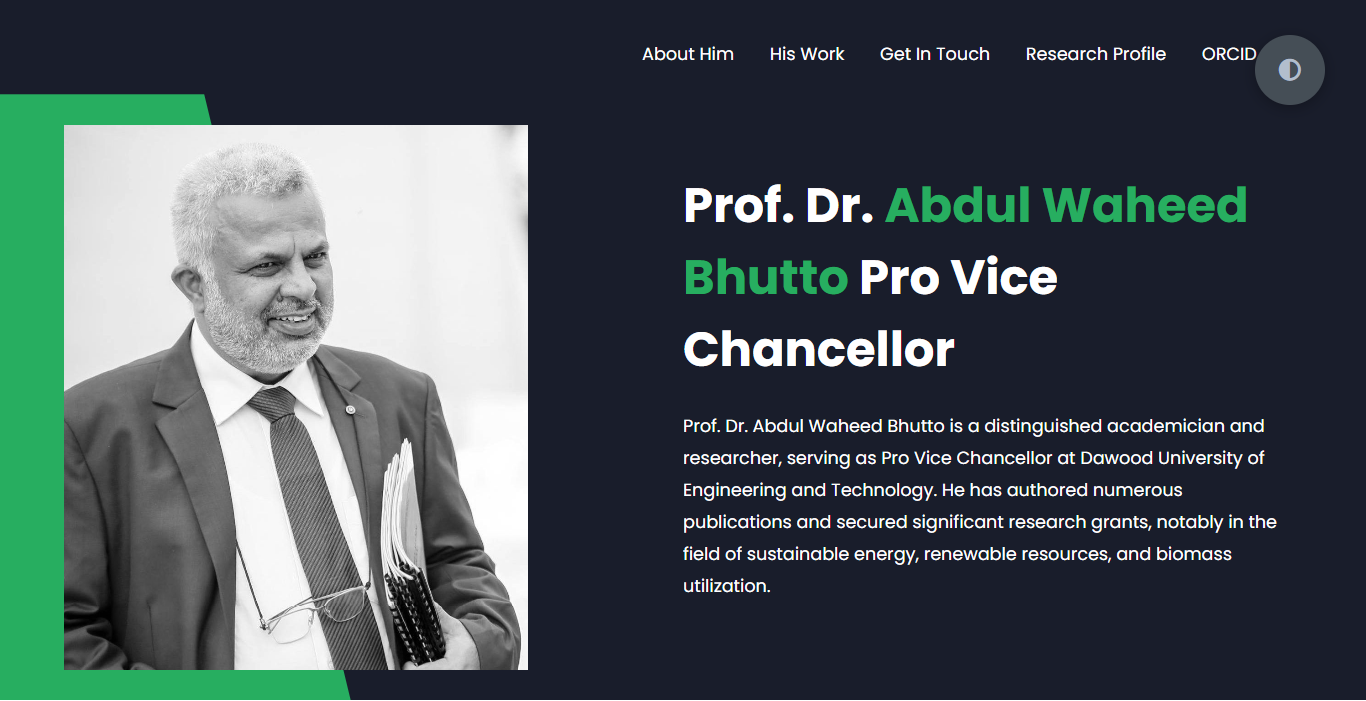 About Him His Work Get In Touch Research Profile ORCID
Prof. Dr. Abdul Waheed
Bhutto Pro Vice
Chancellor
Prof. Dr. Abdul Waheed Bhutto is a distinguished academician and
researcher, serving as Pro Vice Chancellor at Dawood University of
Engineering and Technology. He has authored numerous
publications and secured significant research grants, notably in the
field of sustainable energy, renewable resources, and biomass
utilization.